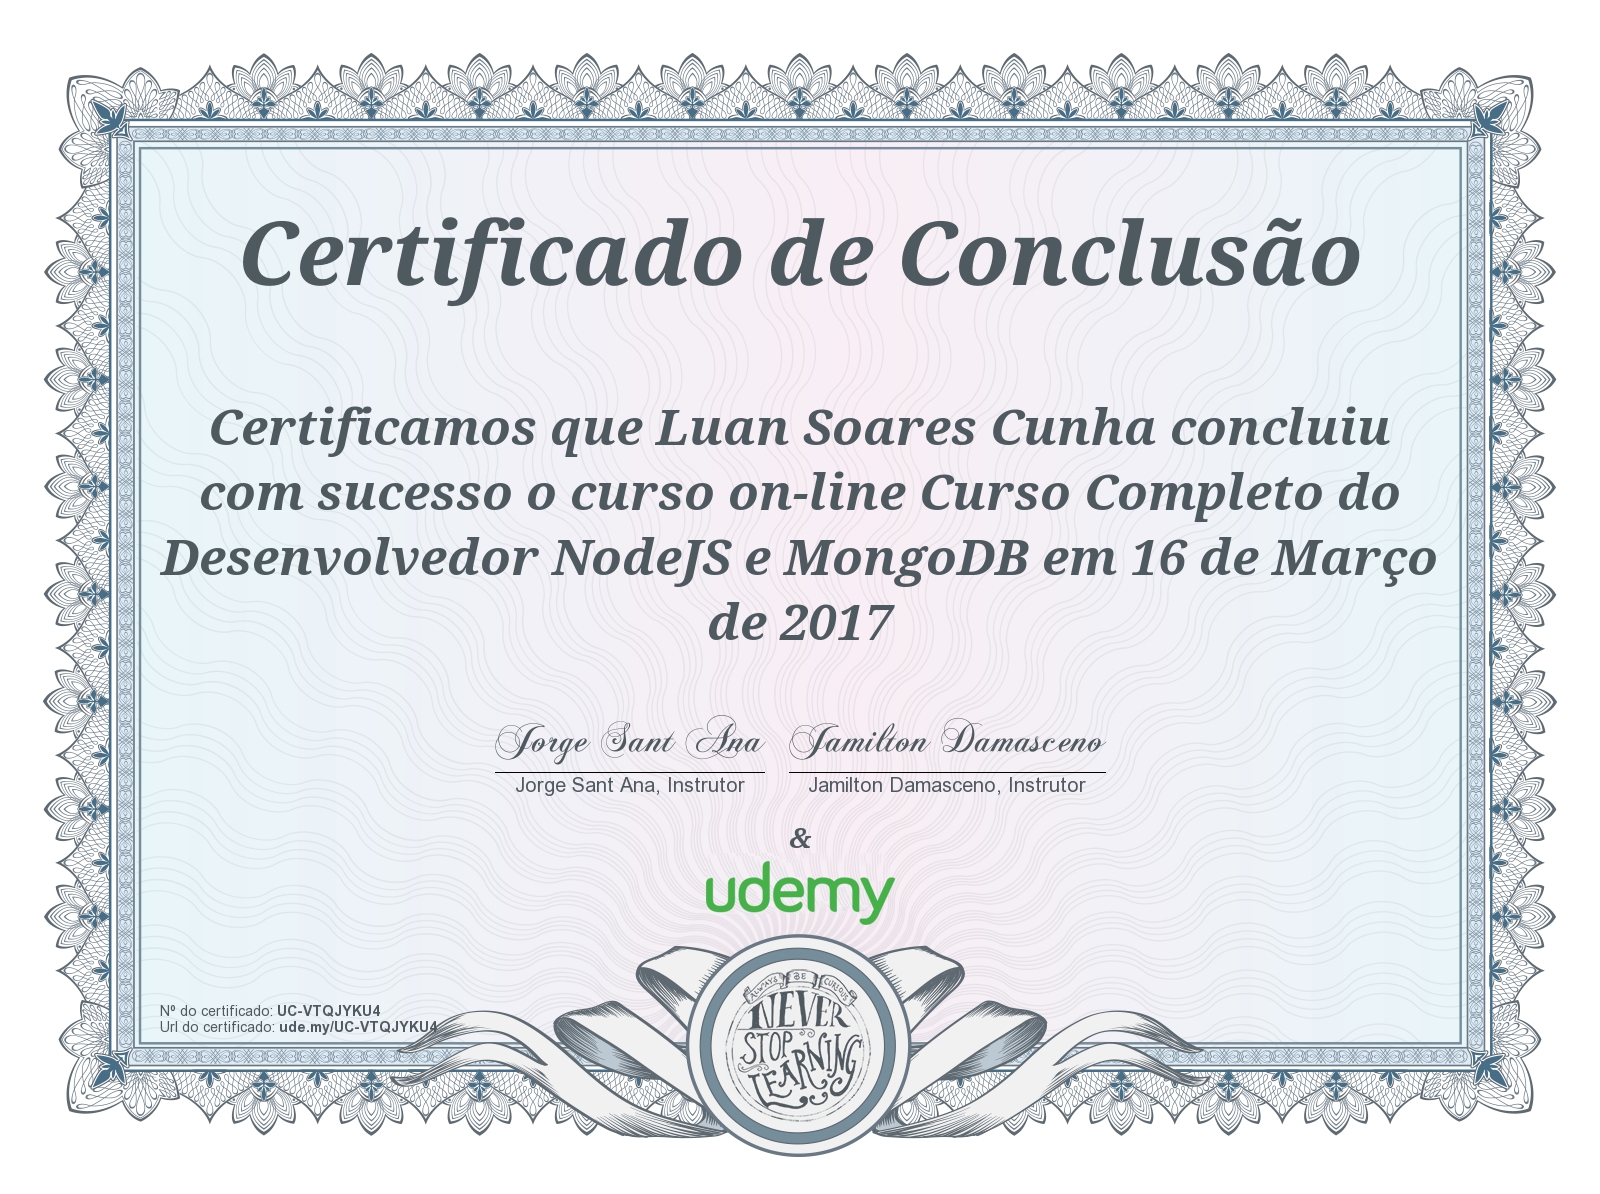 Certificado de Conclusão
Certificamos que Luan Soares Cunha concluiu
com sucesso o curso on-line Curso Completo do
Desenvolvedor NodeJS e MongoDB em 16 de Março
de 2017
Jorge Sant Ana Jamilton Damasceno
Jorge Sant Ana, Instrutor Jamilton Damasceno, Instrutor
&
udemy
Nº do certificado: UC-VTQJYKU4
Url do certificado: ude.my/UC-VTQJYKU4
ALWAYS BE CURIOUS
NEVER
STOP
LEARNING